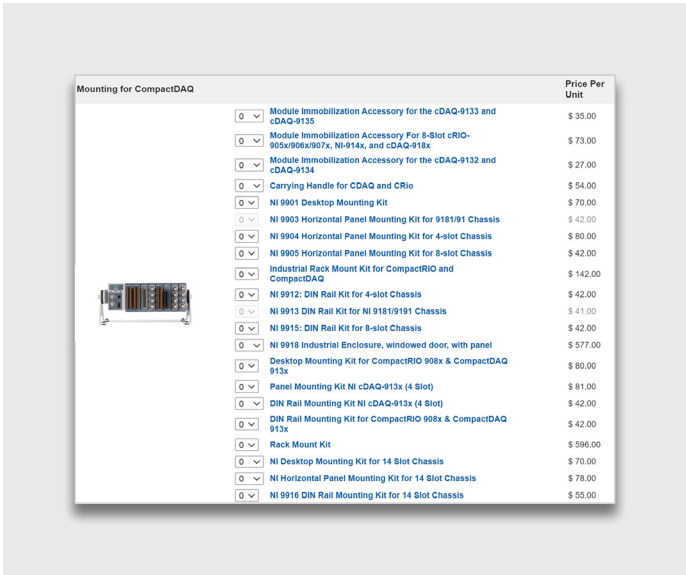 Mounting for CompactDAQ
Price Per
Unit
0 Module Immobilization Accessory for the cDAQ-9133 and
cDAQ-9135 $ 35.00
0 Module Immobilization Accessory For 8-Slot cRIO-
905x/906x/907x, NI-914x, and cDAQ-918x $ 73.00
0 Module Immobilization Accessory for the cDAQ-9132 and
cDAQ-9134 $ 27.00
0 Carrying Handle for CDAQ and CRio $ 54.00
0 NI 9901 Desktop Mounting Kit $ 70.00
0 NI 9903 Horizontal Panel Mounting Kit for 9181/91 Chassis $ 42.00
0 NI 9904 Horizontal Panel Mounting Kit for 4-slot Chassis $ 80.00
0 NI 9905 Horizontal Panel Mounting Kit for 8-slot Chassis $ 42.00
0 Industrial Rack Mount Kit for CompactRIO and
CompactDAQ $ 142.00
0 NI 9912: DIN Rail Kit for 4-slot Chassis $ 42.00
0 NI 9913 DIN Rail Kit for NI 9181/9191 Chassis $ 41.00
0 NI 9915: DIN Rail Kit for 8-slot Chassis $ 42.00
0 NI 9918 Industrial Enclosure, windowed door, with panel $ 577.00
0 Desktop Mounting Kit for CompactRIO 908x & CompactDAQ
913x $ 80.00
0 Panel Mounting Kit NI cDAQ-913x (4 Slot) $ 81.00
0 DIN Rail Mounting Kit NI cDAQ-913x (4 Slot) $ 42.00
0 DIN Rail Mounting Kit for CompactRIO 908x & CompactDAQ
913x $ 42.00
0 Rack Mount Kit $ 596.00
0 NI Desktop Mounting Kit for 14 Slot Chassis $ 70.00
0 NI Horizontal Panel Mounting Kit for 14 Slot Chassis $ 78.00
0 NI 9916 DIN Rail Mounting Kit for 14 Slot Chassis $ 55.00